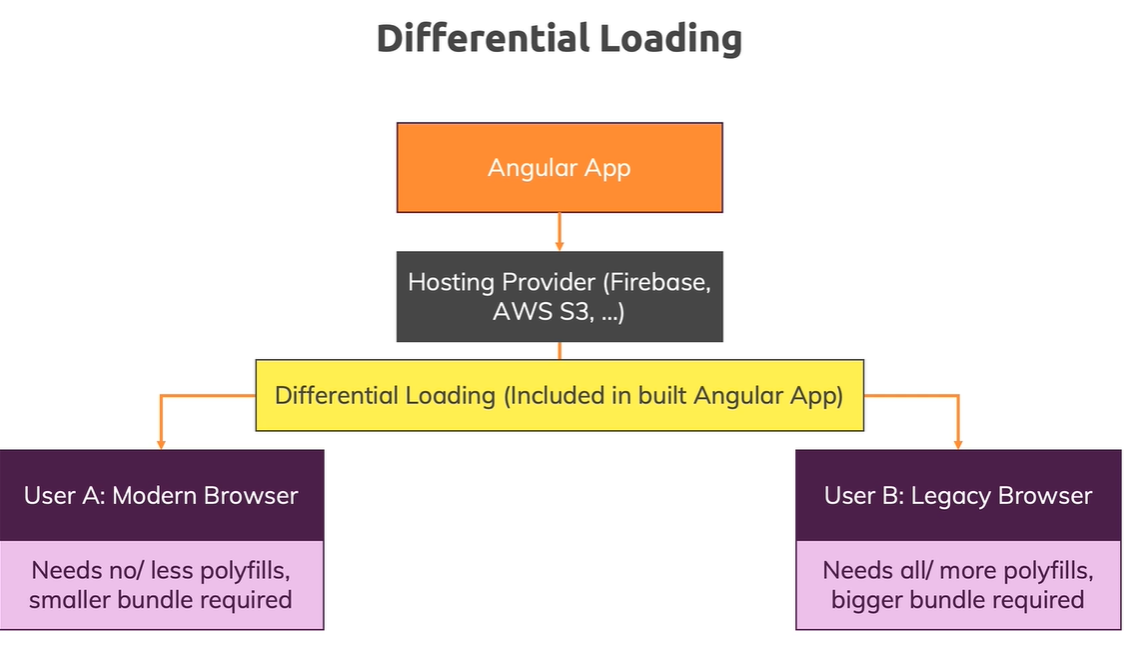 Differential Loading
Angular App
Hosting Provider (Firebase,
AWS S3, ...)
Differential Loading (Included in built Angular App)
User A: Modern Browser
Needs no/ less polyfills,
smaller bundle required
User B: Legacy Browser
Needs all/ more polyfills,
bigger bundle required